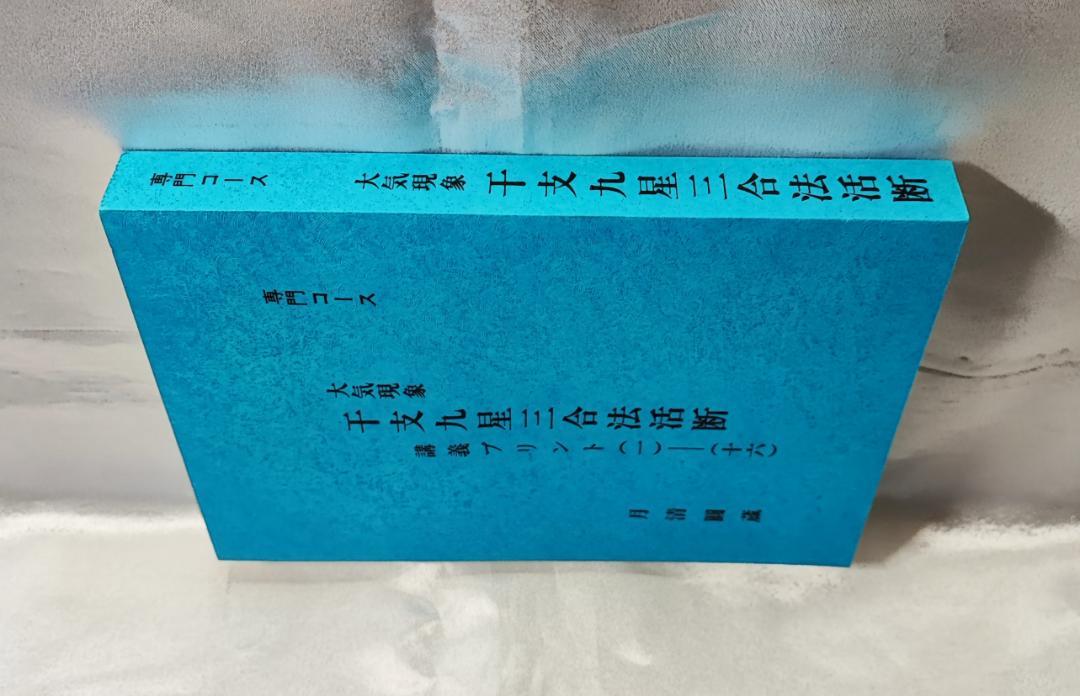 専門コース
大気現象 干支九星三合法活断
専門コース
大気現象
干支九星三合法活断
講義プリント(一)―(十六)
月清圓蔵